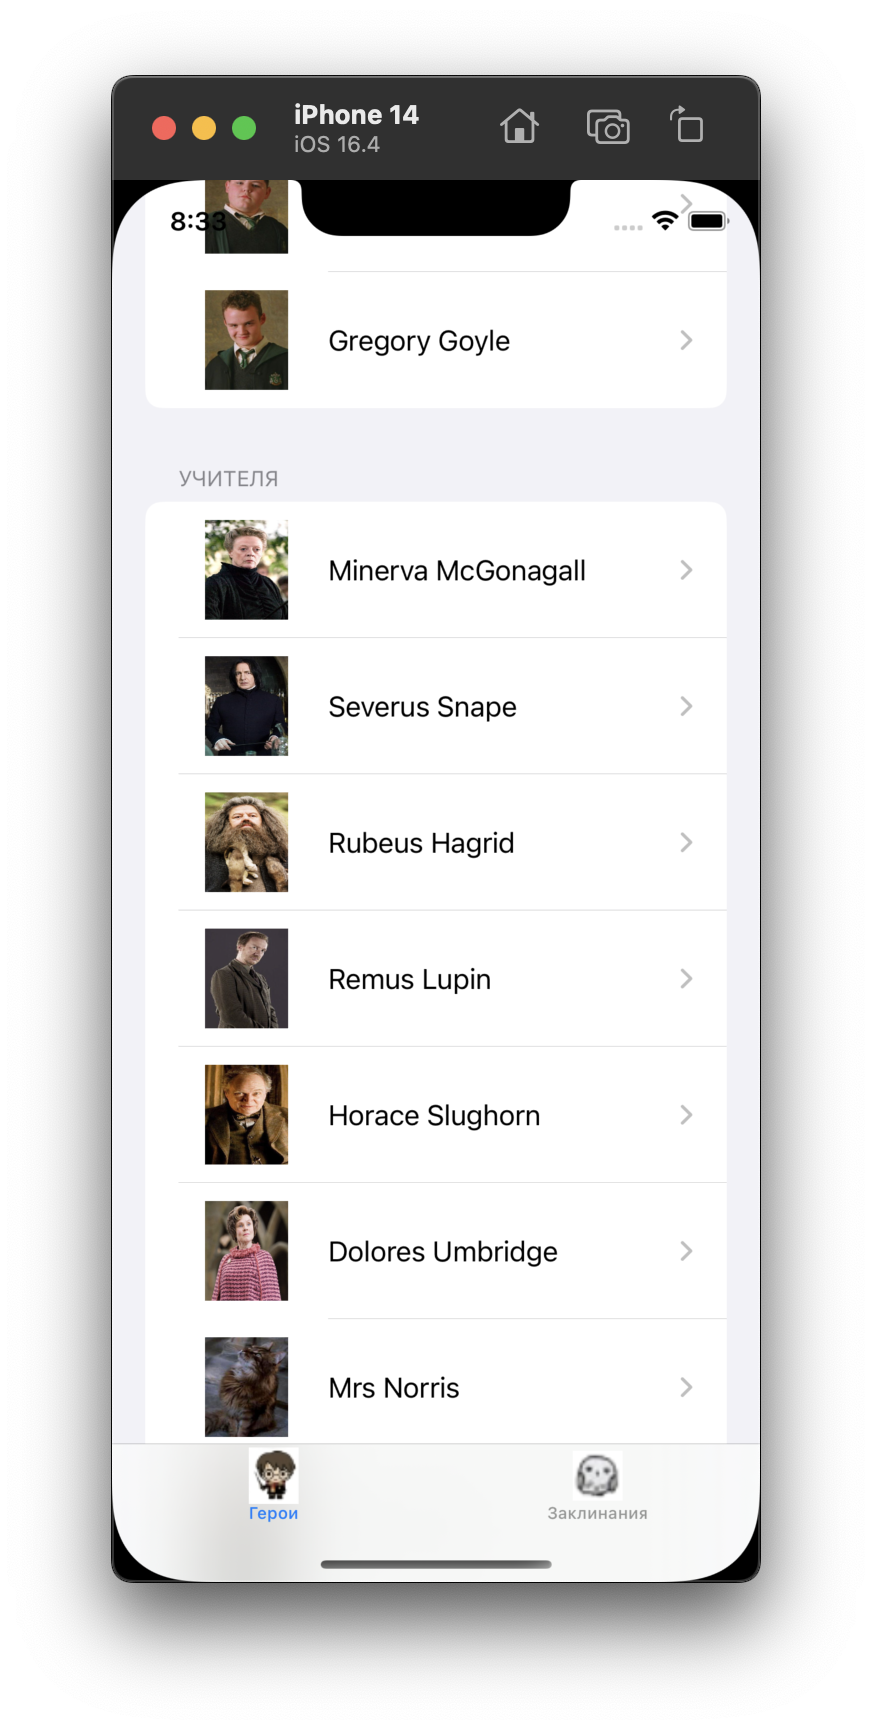 iPhone 14
iOS 16.4
8:33
Gregory Goyle
УЧИТЕЛЯ
Minerva McGonagall
Severus Snape
Rubeus Hagrid
Remus Lupin
Horace Slughorn
Dolores Umbridge
Mrs Norris
Герои
Заклинания